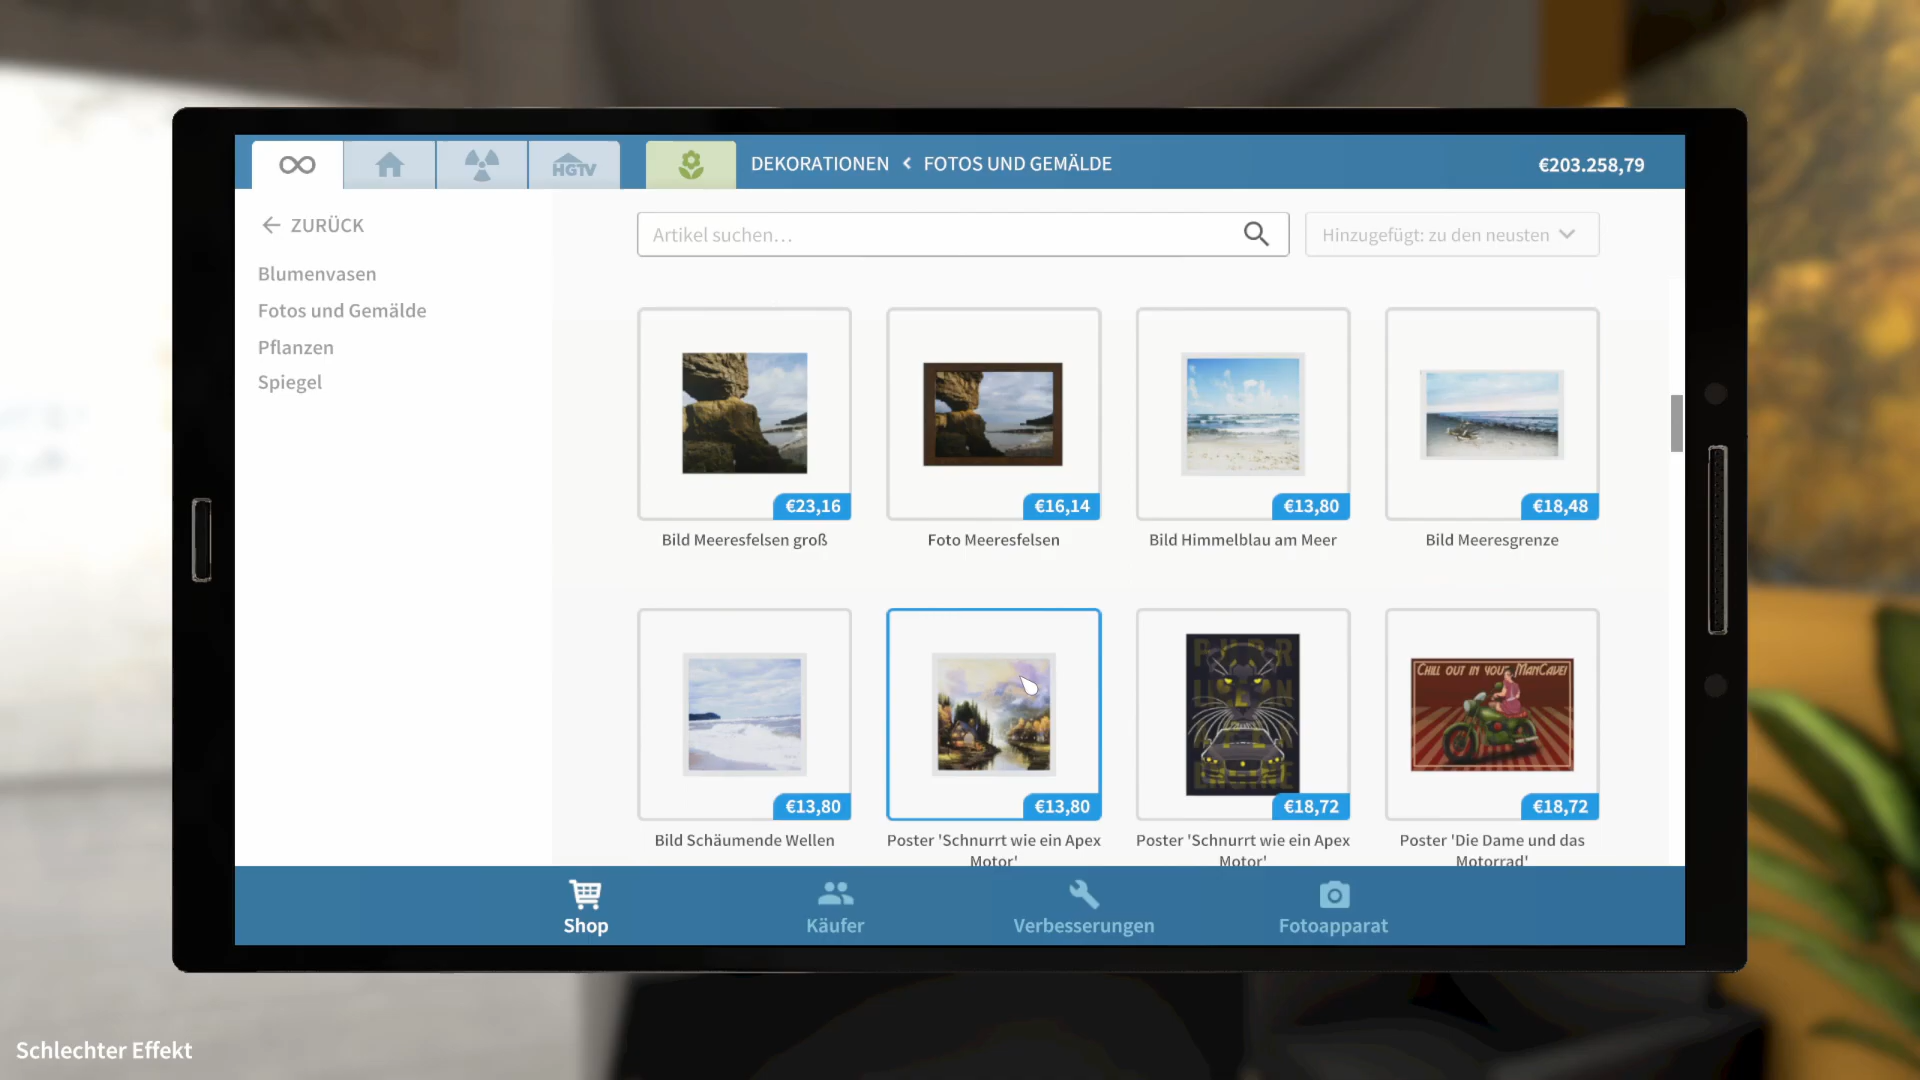 HGTV
DEKORATIONEN < FOTOS UND GEMÄLDE
€203.258,79
← ZURÜCK
Blumenvasen
Fotos und Gemälde
Pflanzen
Spiegel
Artikel suchen...
Hinzugefügt: zu den neusten
€23,16
€16,14
€13,80
€18,48
Bild Meeresfelsen groß
Foto Meeresfelsen
Bild Himmelblau am Meer
Bild Meeresgrenze
PURR
ENGINE
CHILL OUT IN YOUR MANCAVE!
€13,80
€13,80
€18,72
€18,72
Bild Schäumende Wellen
Poster 'Schnurrt wie ein Apex
Motor'
Poster 'Schnurrt wie ein Apex
Motor'
Poster 'Die Dame und das
Motorrad'
Shop
Käufer
Verbesserungen
Fotoapparat
Schlechter Effekt